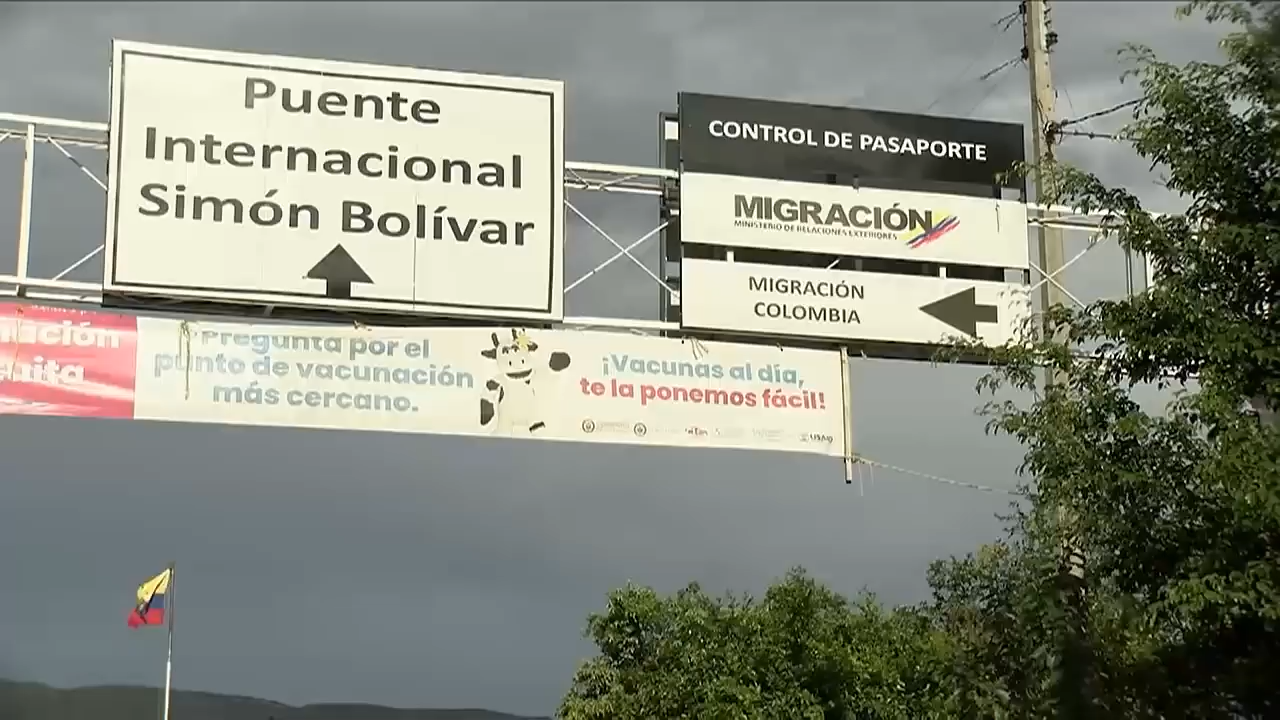 Puente
Internacional
Simón Bolívar
CONTROL DE PASAPORTE
MIGRACIÓN
MINISTERIO DE RELACIONES EXTERIORES
MIGRACIÓN
COLOMBIA
Pregunta por el
punto de vacunación
más cercano.
¡Vacunas al día,
te la ponemos fácil!
USAID